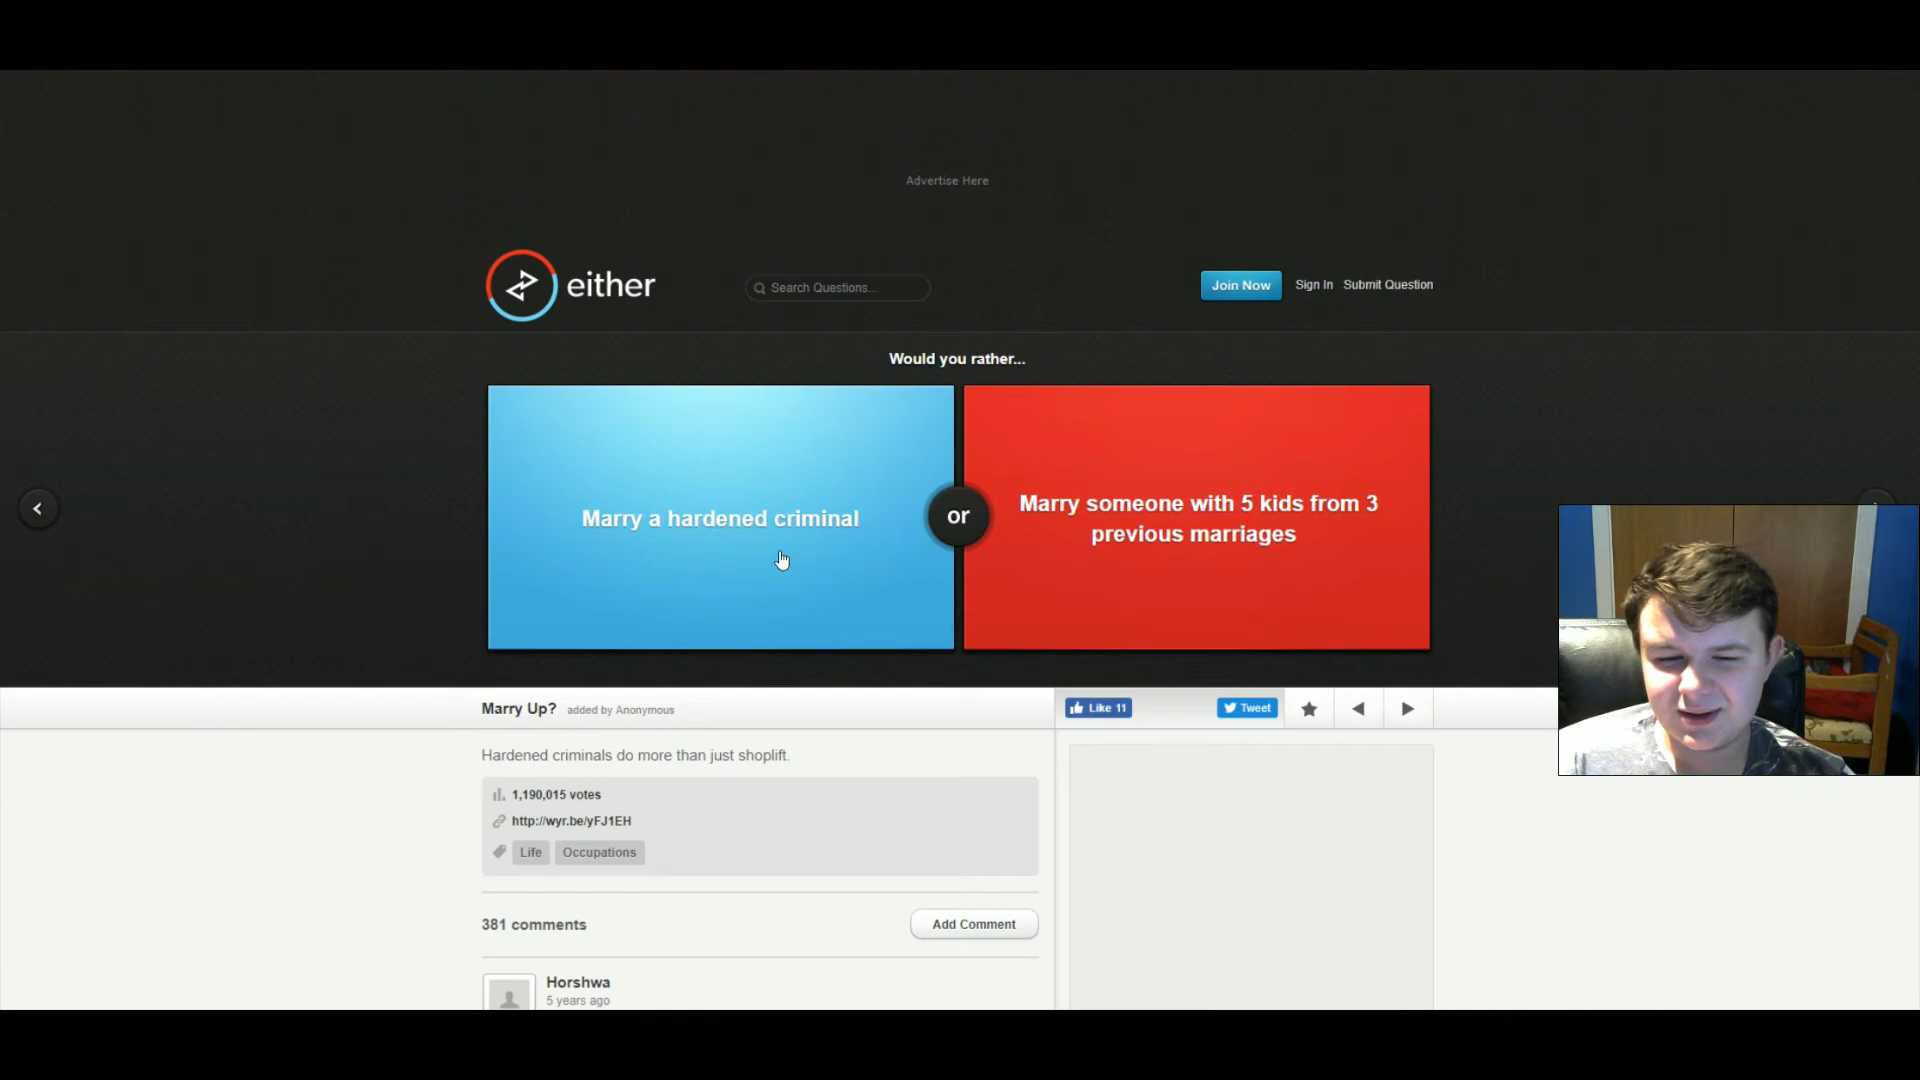 Advertise Here
either
Search Questions...
Join Now
Sign In
Submit Question
Would you rather...
Marry a hardened criminal
or
Marry someone with 5 kids from 3
previous marriages
Marry Up?
added by Anonymous
Like 11
Tweet
Hardened criminals do more than just shoplift.
1,190,015 votes
http://wyr.be/yFJ1EH
Life
Occupations
381 comments
Add Comment
Horshwa
5 years ago